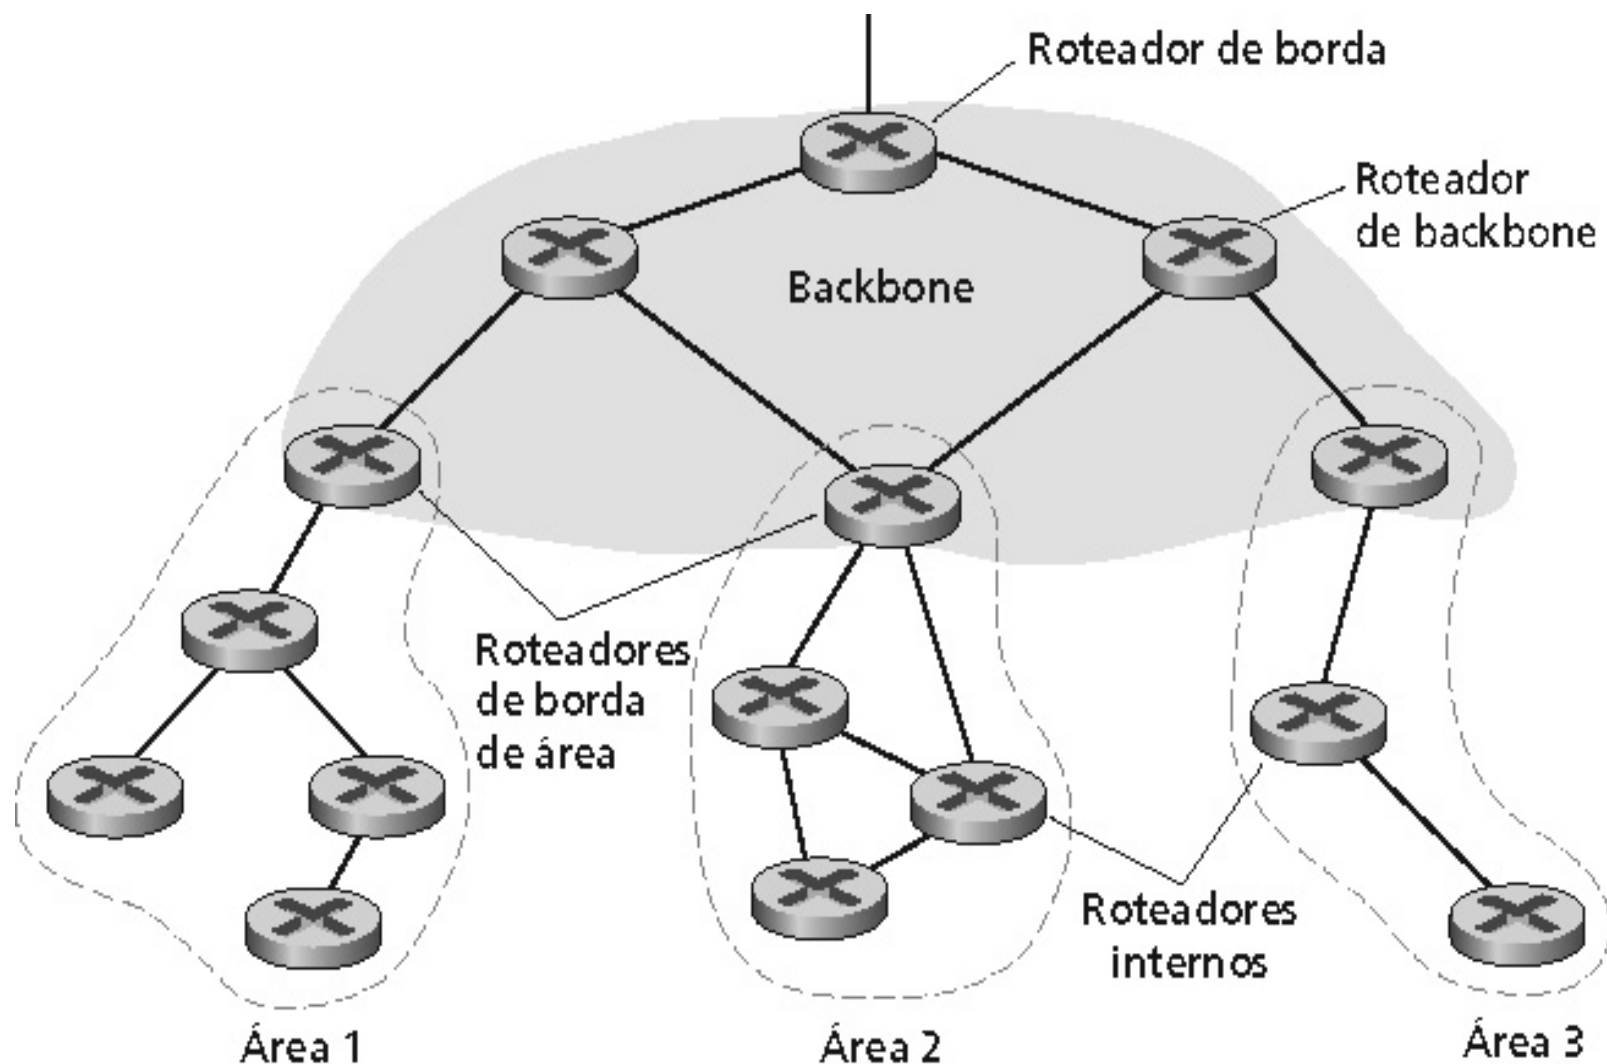 Roteador de borda
Roteador
de backbone
Backbone
Roteadores
de borda
de área
Roteadores
internos
Área 1
Área 2
Área 3